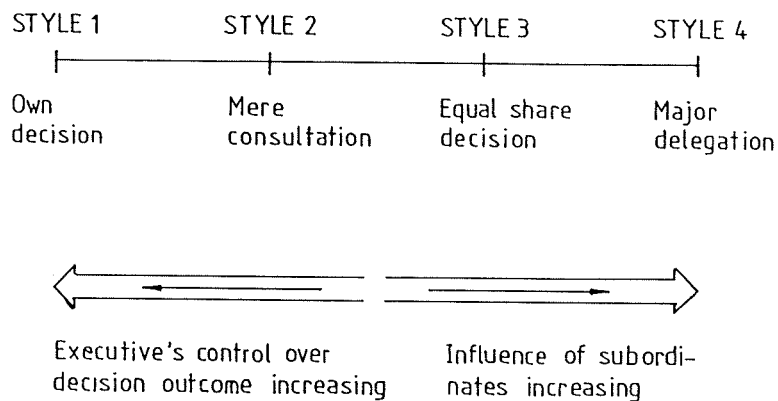 STYLE 1 STYLE 2 STYLE 3 STYLE 4
Own Mere Equal share Major
decision consultation decision delegation
Executive's control over Influence of subordi-
decision outcome increasing nates increasing